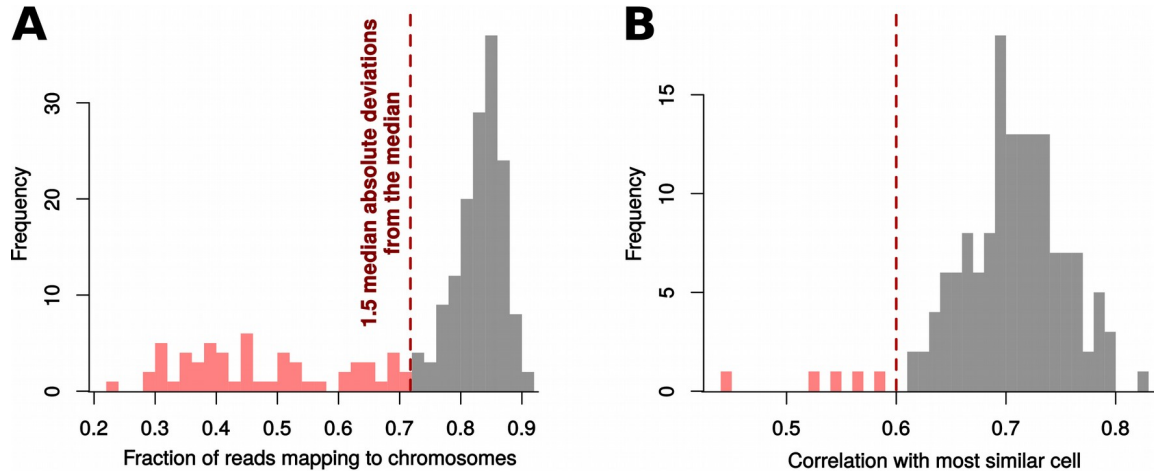 A
Frequency
0
10
20
30
1.5 median absolute deviations
from the median
0.2 0.3 0.4 0.5 0.6 0.7 0.8 0.9
Fraction of reads mapping to chromosomes
B
Frequency
0
5
10
15
0.5 0.6 0.7 0.8
Correlation with most similar cell